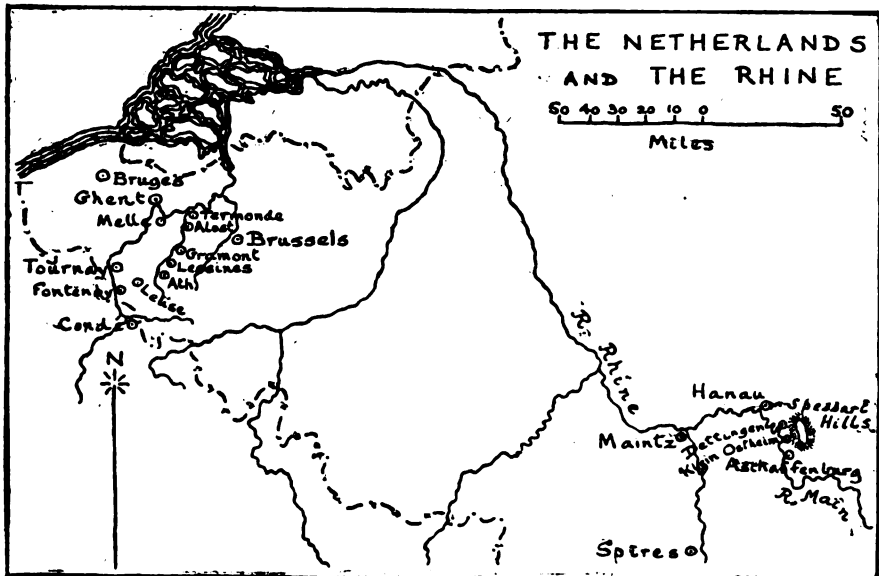 THE NETHERLANDS
AND THE RHINE
50 40 30 20 10 0 50
Miles
Bruges
Ghent
Melle
Termonde
Alost
Brussels
Gramont
Lessines
Ath
Tournay
Fontenoy
Leuse
Condé
N
R. Rhine
Hanau
Spessart
Hills
Maintz
Dettingen
Klein Ostheim
Aschaffenburg
R. Main
Spires